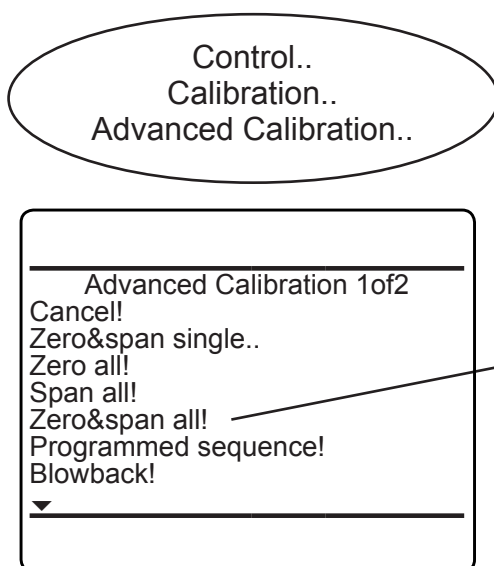 Control..
Calibration..
Advanced Calibration..
Advanced Calibration 1of2
Cancel!
Zero&span single..
Zero all!
Span all!
Zero&span all!
Programmed sequence!
Blowback!